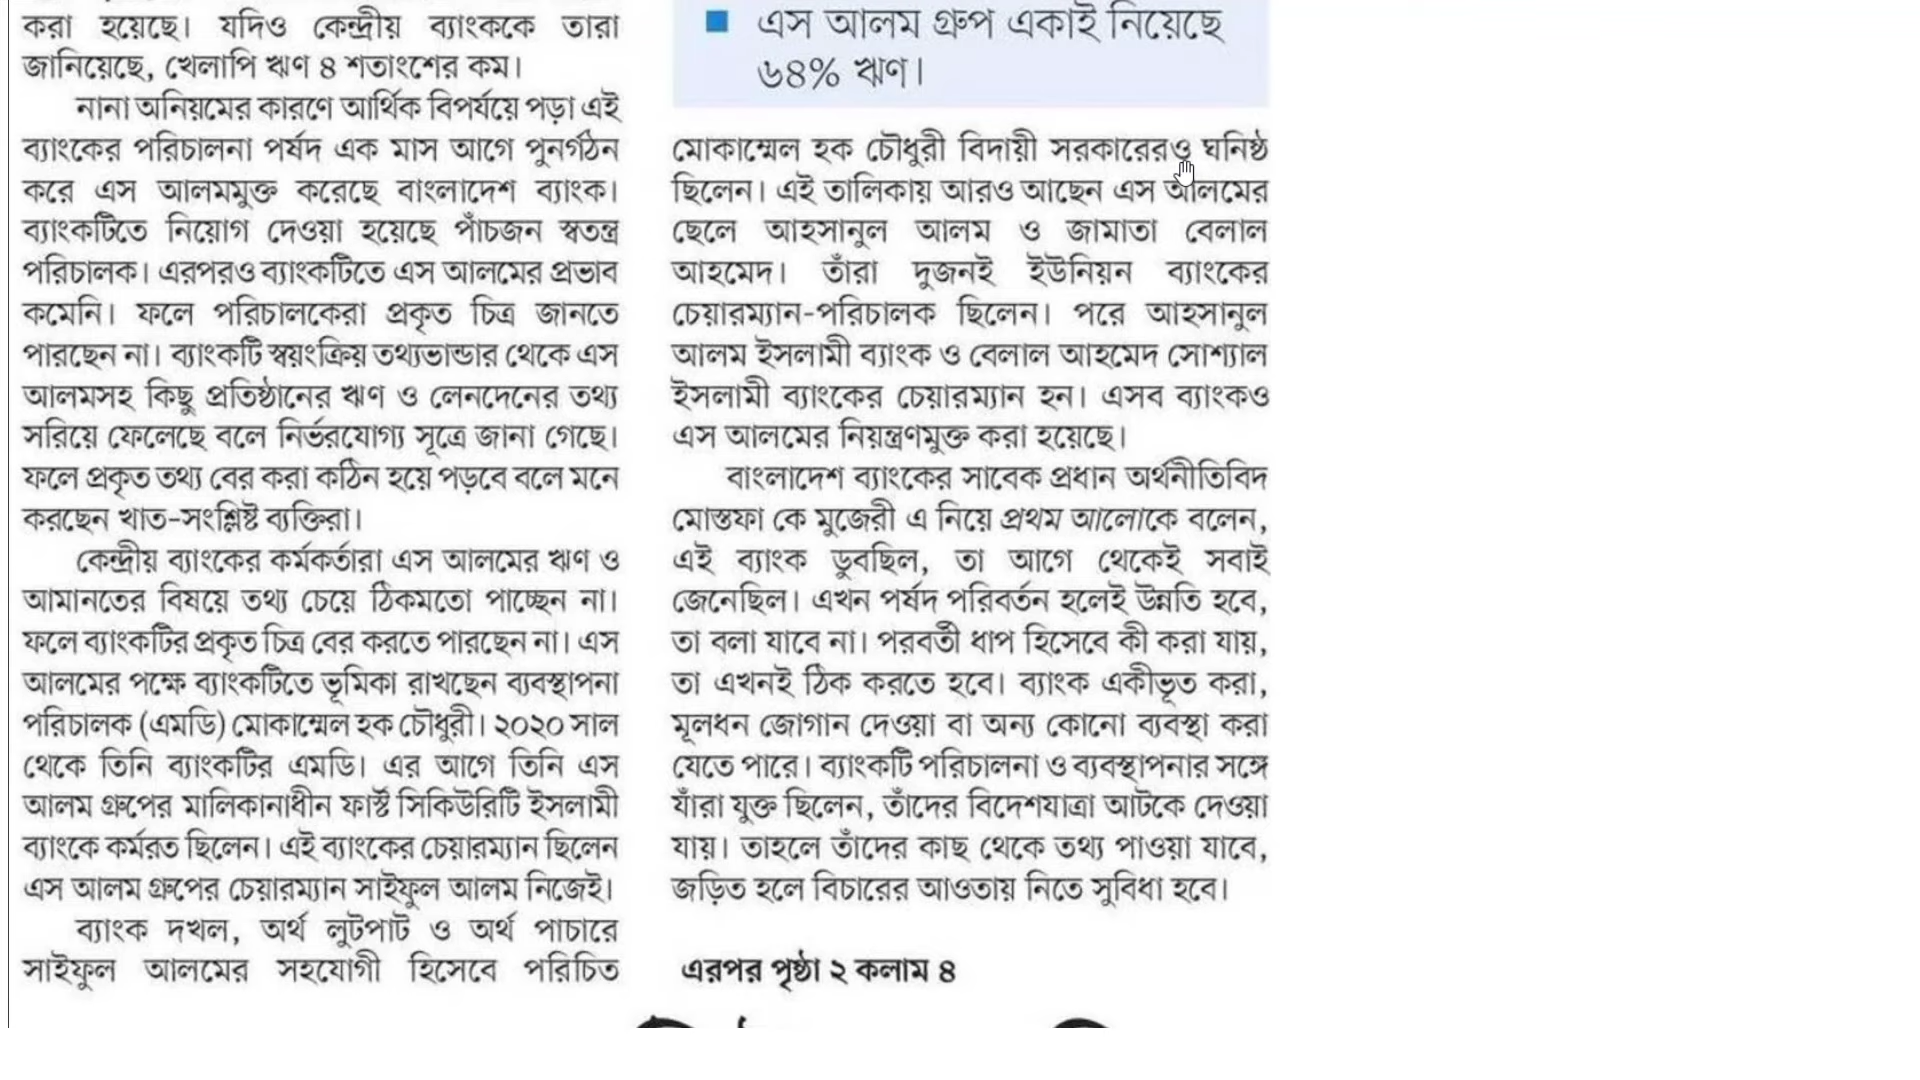 করা হয়েছে। যদিও কেন্দ্রীয় ব্যাংককে তারা
জানিয়েছে, খেলাপি ঋণ ৪ শতাংশের কম।
নানা অনিয়মের কারণে আর্থিক বিপর্যয়ে পড়া এই
ব্যাংকের পরিচালনা পর্ষদ এক মাস আগে পুনর্গঠন
করে এস আলমমুক্ত করেছে বাংলাদেশ ব্যাংক।
ব্যাংকটিতে নিয়োগ দেওয়া হয়েছে পাঁচজন স্বতন্ত্র
পরিচালক। এরপরও ব্যাংকটিতে এস আলমের প্রভাব
কমেনি। ফলে পরিচালকেরা প্রকৃত চিত্র জানতে
পারছেন না। ব্যাংকটি স্বয়ংক্রিয় তথ্যভান্ডার থেকে এস
আলমসহ কিছু প্রতিষ্ঠানের ঋণ ও লেনদেনের তথ্য
সরিয়ে ফেলেছে বলে নির্ভরযোগ্য সূত্রে জানা গেছে।
ফলে প্রকৃত তথ্য বের করা কঠিন হয়ে পড়বে বলে মনে
করছেন খাত-সংশ্লিষ্ট ব্যক্তিরা।
কেন্দ্রীয় ব্যাংকের কর্মকর্তারা এস আলমের ঋণ ও
আমানতের বিষয়ে তথ্য চেয়ে ঠিকমতো পাচ্ছেন না।
ফলে ব্যাংকটির প্রকৃত চিত্র বের করতে পারছেন না। এস
আলমের পক্ষে ব্যাংকটিতে ভূমিকা রাখছেন ব্যবস্থাপনা
পরিচালক (এমডি) মোকাম্মেল হক চৌধুরী। ২০২০ সাল
থেকে তিনি ব্যাংকটির এমডি। এর আগে তিনি এস
আলম গ্রুপের মালিকানাধীন ফার্স্ট সিকিউরিটি ইসলামী
ব্যাংকে কর্মরত ছিলেন। এই ব্যাংকের চেয়ারম্যান ছিলেন
এস আলম গ্রুপের চেয়ারম্যান সাইফুল আলম নিজেই।
ব্যাংক দখল, অর্থ লুটপাট ও অর্থ পাচারে
সাইফুল আলমের সহযোগী হিসেবে পরিচিত
■ এস আলম গ্রুপ একাই নিয়েছে
৬৪% ঋণ।
মোকাম্মেল হক চৌধুরী বিদায়ী সরকারেরও ঘনিষ্ঠ
ছিলেন। এই তালিকায় আরও আছেন এস আলমের
ছেলে আহসানুল আলম ও জামাতা বেলাল
আহমেদ। তাঁরা দুজনই ইউনিয়ন ব্যাংকের
চেয়ারম্যান-পরিচালক ছিলেন। পরে আহসানুল
আলম ইসলামী ব্যাংক ও বেলাল আহমেদ সোশ্যাল
ইসলামী ব্যাংকের চেয়ারম্যান হন। এসব ব্যাংকও
এস আলমের নিয়ন্ত্রণমুক্ত করা হয়েছে।
বাংলাদেশ ব্যাংকের সাবেক প্রধান অর্থনীতিবিদ
মোস্তফা কে মুজেরী এ নিয়ে প্রথম আলোকে বলেন,
এই ব্যাংক ডুবছিল, তা আগে থেকেই সবাই
জেনেছিল। এখন পর্ষদ পরিবর্তন হলেই উন্নতি হবে,
তা বলা যাবে না। পরবর্তী ধাপ হিসেবে কী করা যায়,
তা এখনই ঠিক করতে হবে। ব্যাংক একীভূত করা,
মূলধন জোগান দেওয়া বা অন্য কোনো ব্যবস্থা করা
যেতে পারে। ব্যাংকটি পরিচালনা ও ব্যবস্থাপনার সঙ্গে
যাঁরা যুক্ত ছিলেন, তাঁদের বিদেশযাত্রা আটকে দেওয়া
যায়। তাহলে তাঁদের কাছ থেকে তথ্য পাওয়া যাবে,
জড়িত হলে বিচারের আওতায় নিতে সুবিধা হবে।
এরপর পৃষ্ঠা ২ কলাম ৪